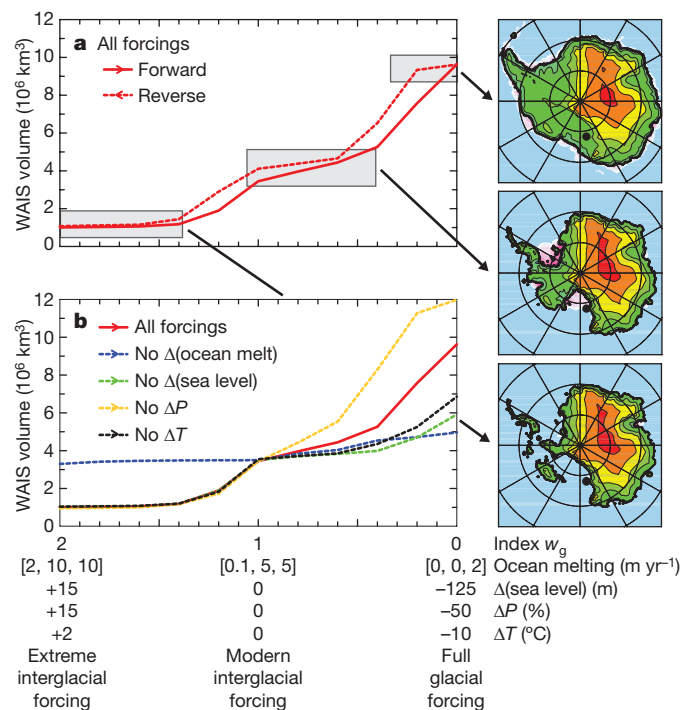 12
10
8
6
4
2
0
WAIS volume (10⁶ km³)
a All forcings
Forward
Reverse
12
10
8
6
4
2
0
WAIS volume (10⁶ km³)
b All forcings
No Δ(ocean melt)
No Δ(sea level)
No ΔP
No ΔT
2 1 0 Index w_g
[2, 10, 10] [0.1, 5, 5] [0, 0, 2] Ocean melting (m yr⁻¹)
+15 0 −125 Δ(sea level) (m)
+15 0 −50 ΔP (%)
+2 0 −10 ΔT (ºC)
Extreme Modern Full
interglacial interglacial glacial
forcing forcing forcing